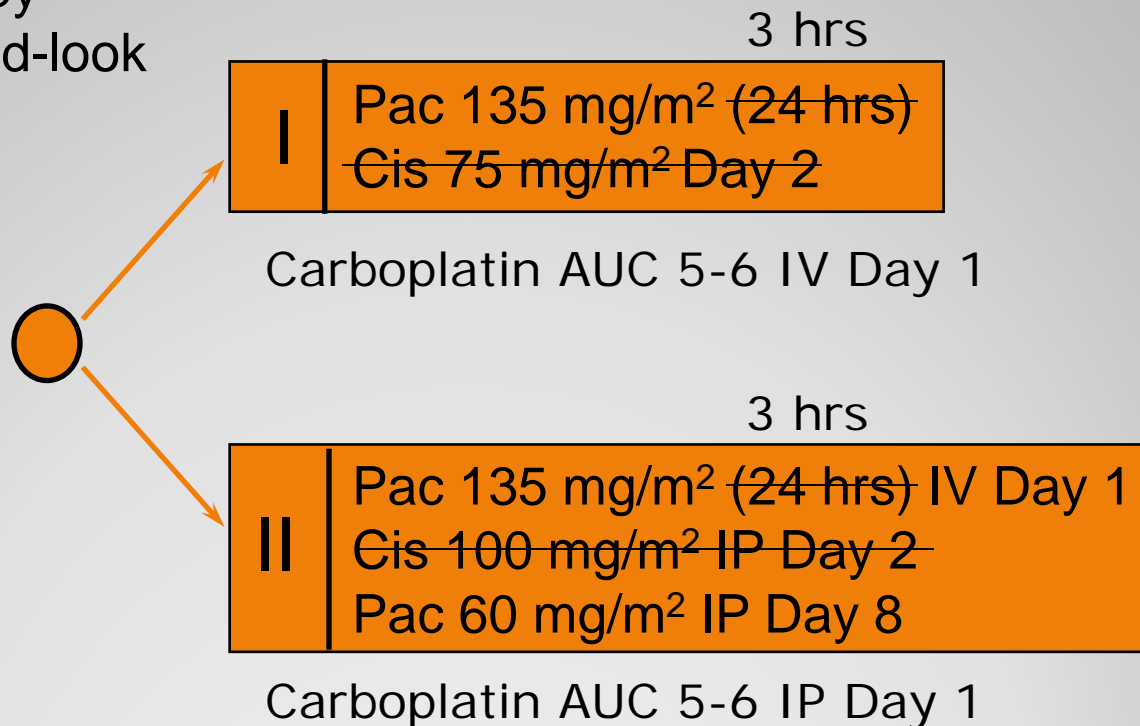 d-look
3 hrs
I
Pac 135 mg/m² (24 hrs)
Cis 75 mg/m² Day 2
Carboplatin AUC 5-6 IV Day 1
3 hrs
II
Pac 135 mg/m² (24 hrs) IV Day 1
Cis 100 mg/m² IP Day 2
Pac 60 mg/m² IP Day 8
Carboplatin AUC 5-6 IP Day 1